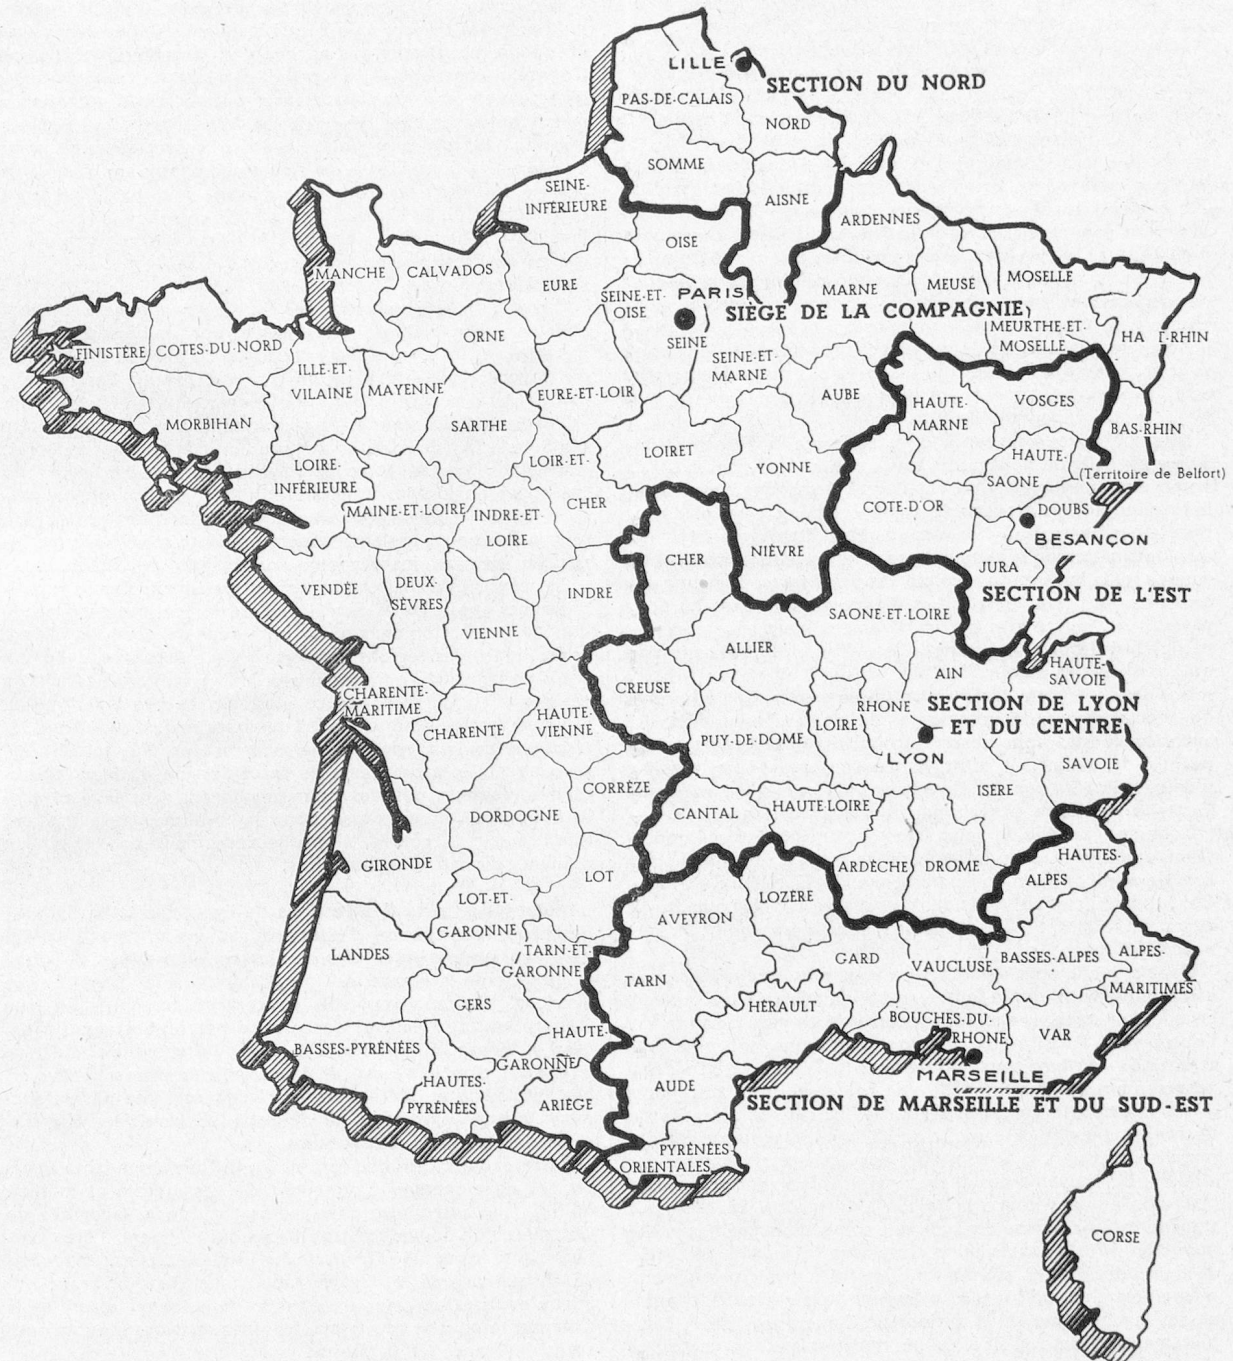 LILLE
SECTION DU NORD
PAS-DE-CALAIS
NORD
SOMME
SEINE-
INFÉRIEURE
AISNE
ARDENNES
OISE
MANCHE
CALVADOS
EURE
SEINE-ET-
OISE
PARIS
MARNE
MEUSE
MOSELLE
SIÈGE DE LA COMPAGNIE
MEURTHE-ET-
MOSELLE
HA T-RHIN
FINISTÈRE
COTES-DU-NORD
ORNE
SEINE
SEINE-ET-
MARNE
ILLE-ET-
VILAINE
MAYENNE
EURE-ET-LOIR
AUBE
HAUTE-
MARNE
VOSGES
BAS-RHIN
MORBIHAN
SARTHE
LOIRET
YONNE
LOIRE-
INFÉRIEURE
LOIR-ET-
CHER
HAUTE-
SAONE
(Territoire de Belfort)
MAINE-ET-LOIRE
INDRE-ET-
LOIRE
COTE-D'OR
DOUBS
BESANÇON
CHER
NIÈVRE
JURA
SECTION DE L'EST
VENDÉE
DEUX-
SÈVRES
INDRE
SAONE-ET-LOIRE
VIENNE
ALLIER
AIN
HAUTE-
SAVOIE
CREUSE
CHARENTE-
MARITIME
RHONE
SECTION DE LYON
ET DU CENTRE
CHARENTE
HAUTE-
VIENNE
PUY-DE-DOME
LOIRE
LYON
SAVOIE
CORRÈZE
ISÈRE
DORDOGNE
CANTAL
HAUTE-LOIRE
GIRONDE
LOT
ARDÈCHE
DROME
HAUTES-
ALPES
LOT-ET-
GARONNE
AVEYRON
LOZÈRE
LANDES
TARN-ET-
GARONNE
TARN
GARD
VAUCLUSE
BASSES-ALPES
ALPES-
MARITIMES
GERS
HÉRAULT
BOUCHES-DU-
RHONE
VAR
HAUTE-
GARONNE
BASSES-PYRÉNÉES
HAUTES-
PYRÉNÉES
ARIÈGE
AUDE
MARSEILLE
SECTION DE MARSEILLE ET DU SUD-EST
PYRÉNÉES-
ORIENTALES
CORSE